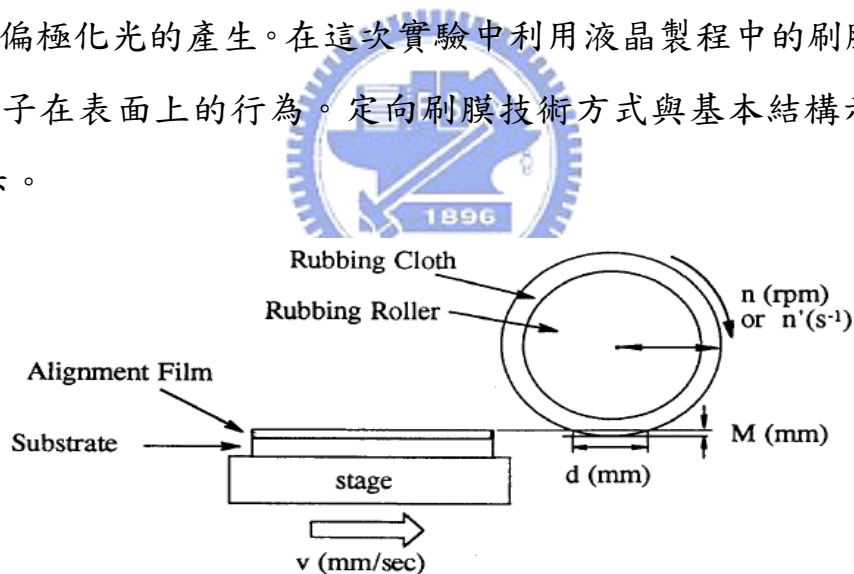 偏極化光的產生。在這次實驗中利用液晶製程中的刷
子在表面上的行為。定向刷膜技術方式與基本結構
。
1896
Rubbing Cloth
Rubbing Roller
n (rpm)
or n'(s⁻¹)
Alignment Film
Substrate
M (mm)
d (mm)
stage
v (mm/sec)